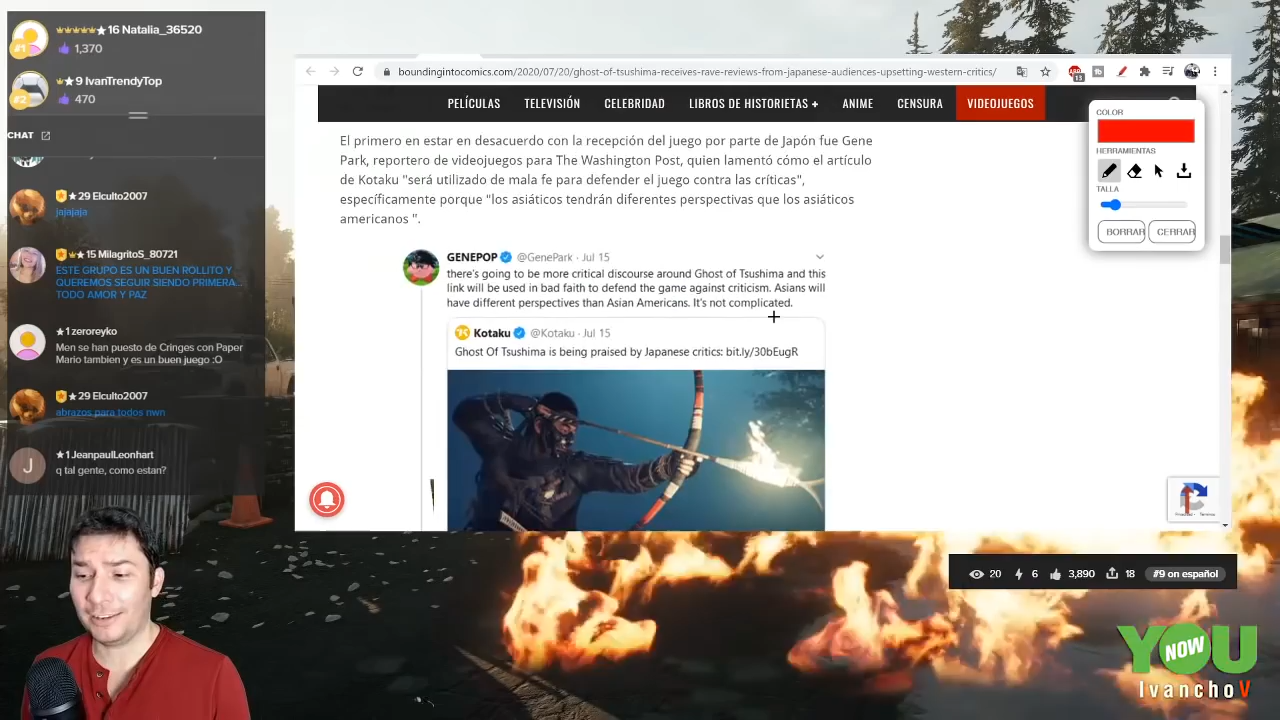 #1
16 Natalia_36520
1,370
#2
9 IvanTrendyTop
470
CHAT
29 Elculto2007
jajajaja
15 MilagritoS_80721
ESTE GRUPO ES UN BUEN ROLLITO Y
QUEREMOS SEGUIR SIENDO PRIMERA...
TODO AMOR Y PAZ
1 zeroreyko
Men se han puesto de Cringes con Paper
Mario tambien y es un buen juego :O
29 Elculto2007
abrazos para todos nwn
J
1 JeanpaulLeonhart
q tal gente, como estan?
boundingintocomics.com/2020/07/20/ghost-of-tsushima-receives-rave-reviews-from-japanese-audiences-upsetting-western-critics/
13
PELÍCULAS TELEVISIÓN CELEBRIDAD LIBROS DE HISTORIETAS + ANIME CENSURA VIDEOJUEGOS
El primero en estar en desacuerdo con la recepción del juego por parte de Japón fue Gene
Park, reportero de videojuegos para The Washington Post, quien lamentó cómo el artículo
de Kotaku "será utilizado de mala fe para defender el juego contra las críticas",
específicamente porque "los asiáticos tendrán diferentes perspectivas que los asiáticos
americanos ".
GENEPOP @GenePark · Jul 15
there's going to be more critical discourse around Ghost of Tsushima and this
link will be used in bad faith to defend the game against criticism. Asians will
have different perspectives than Asian Americans. It's not complicated.
Kotaku @Kotaku · Jul 15
Ghost Of Tsushima is being praised by Japanese critics: bit.ly/30bEugR
COLOR
HERRAMIENTAS
TALLA
BORRAR CERRAR
20 6 3,890 18 #9 on español
YOU
NOW
IvanchoV